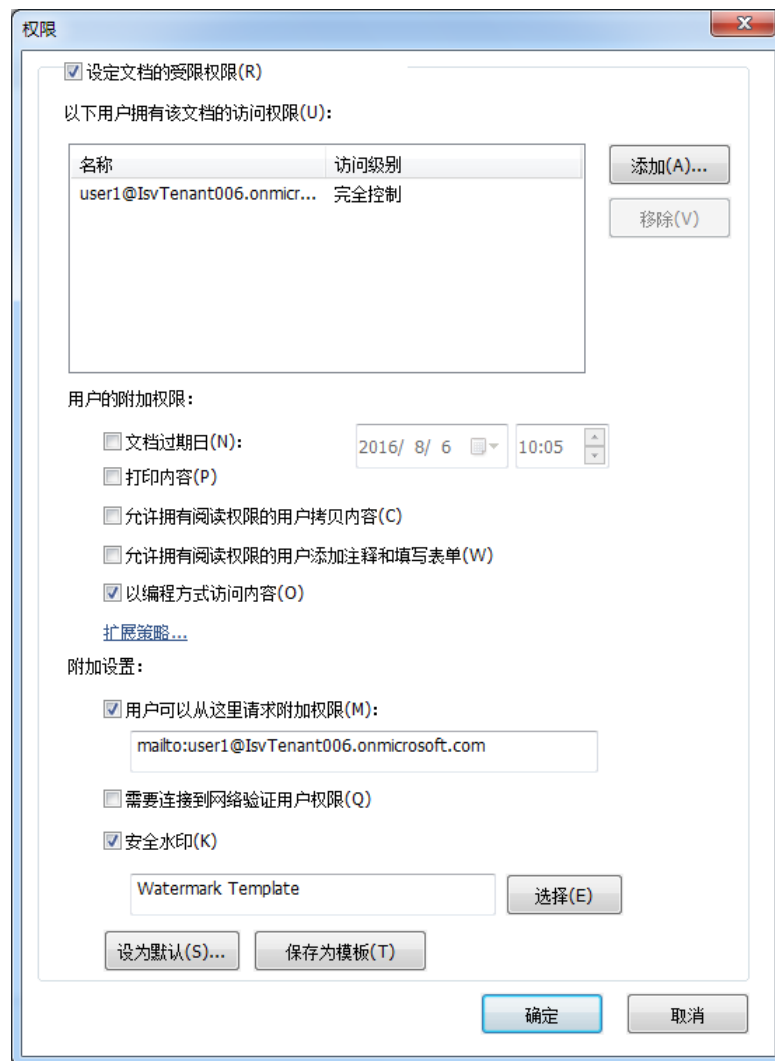 权限
设定文档的受限权限(R)
以下用户拥有该文档的访问权限(U):
名称 访问级别 添加(A)...
user1@IsvTenant006.onmicr... 完全控制
移除(V)
用户的附加权限:
文档过期日(N): 2016/ 8/ 6 10:05
打印内容(P)
允许拥有阅读权限的用户拷贝内容(C)
允许拥有阅读权限的用户添加注释和填写表单(W)
以编程方式访问内容(O)
扩展策略...
附加设置:
用户可以从这里请求附加权限(M):
mailto:user1@IsvTenant006.onmicrosoft.com
需要连接到网络验证用户权限(Q)
安全水印(K)
Watermark Template 选择(E)
设为默认(S)... 保存为模板(T)
确定 取消